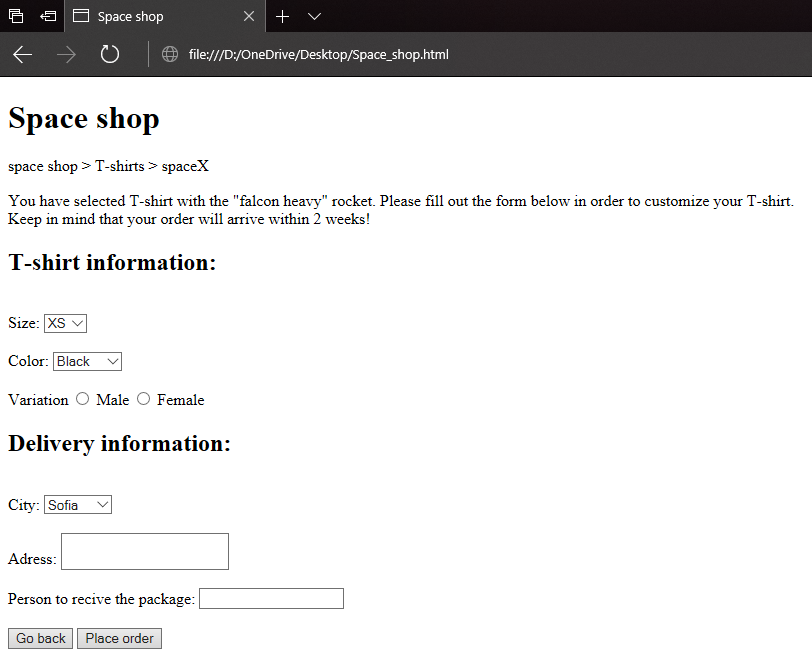 Space shop
file:///D:/OneDrive/Desktop/Space_shop.html
Space shop
space shop > T-shirts > spaceX
You have selected T-shirt with the "falcon heavy" rocket. Please fill out the form below in order to customize your T-shirt.
Keep in mind that your order will arrive within 2 weeks!
T-shirt information:
Size: XS
Color: Black
Variation Male Female
Delivery information:
City: Sofia
Adress:
Person to recive the package:
Go back Place order